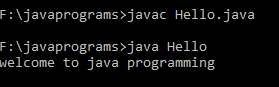 F:\javaprograms>javac Hello.java
F:\javaprograms>java Hello
welcome to java programming